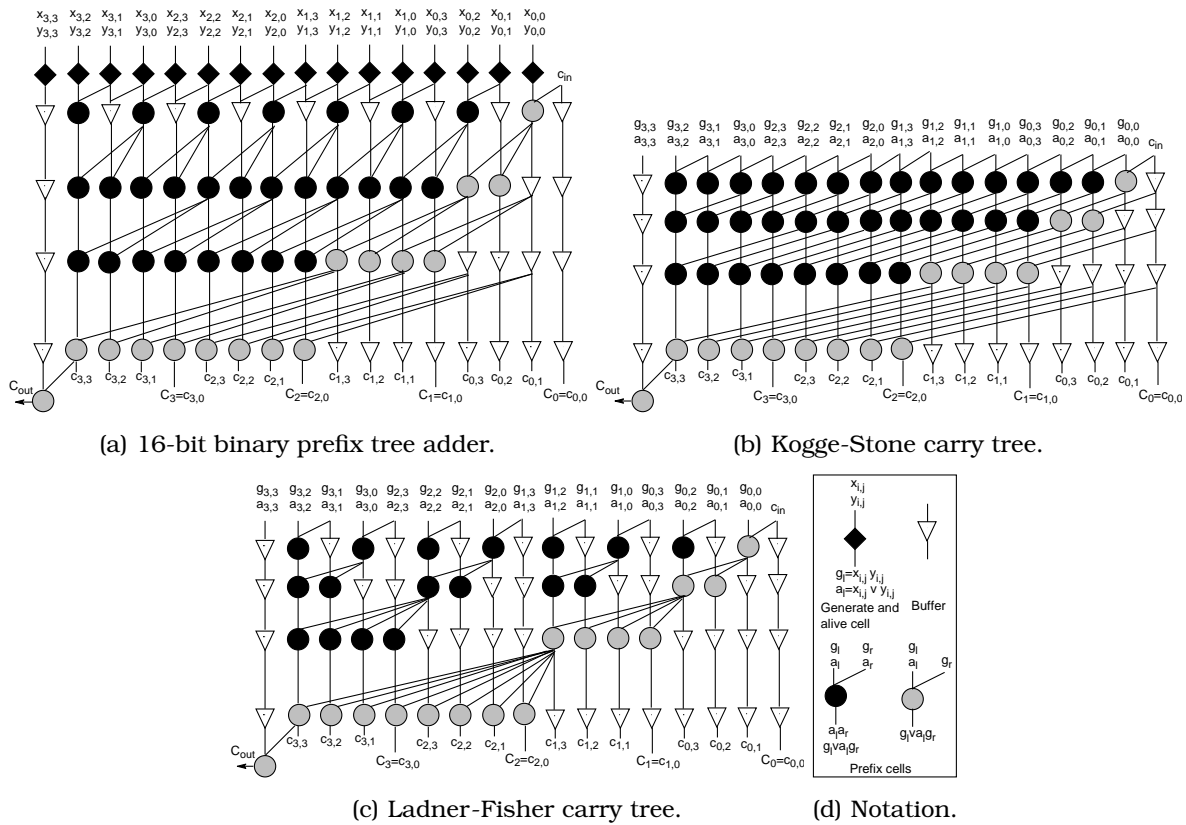 x3,3 x3,2 x3,1 x3,0 x2,3 x2,2 x2,1 x2,0 x1,3 x1,2 x1,1 x1,0 x0,3 x0,2 x0,1 x0,0
y3,3 y3,2 y3,1 y3,0 y2,3 y2,2 y2,1 y2,0 y1,3 y1,2 y1,1 y1,0 y0,3 y0,2 y0,1 y0,0
cin
Cout
c3,3 c3,2 c3,1 c2,3 c2,2 c2,1 c1,3 c1,2 c1,1 c0,3 c0,2 c0,1
C3=c3,0 C2=c2,0 C1=c1,0 C0=c0,0
(a) 16-bit binary prefix tree adder.
g3,3 g3,2 g3,1 g3,0 g2,3 g2,2 g2,1 g2,0 g1,3 g1,2 g1,1 g1,0 g0,3 g0,2 g0,1 g0,0
a3,3 a3,2 a3,1 a3,0 a2,3 a2,2 a2,1 a2,0 a1,3 a1,2 a1,1 a1,0 a0,3 a0,2 a0,1 a0,0
cin
Cout
c3,3 c3,2 c3,1 c2,3 c2,2 c2,1 c1,3 c1,2 c1,1 c0,3 c0,2 c0,1
C3=c3,0 C2=c2,0 C1=c1,0 C0=c0,0
(b) Kogge-Stone carry tree.
g3,3 g3,2 g3,1 g3,0 g2,3 g2,2 g2,1 g2,0 g1,3 g1,2 g1,1 g1,0 g0,3 g0,2 g0,1 g0,0
a3,3 a3,2 a3,1 a3,0 a2,3 a2,2 a2,1 a2,0 a1,3 a1,2 a1,1 a1,0 a0,3 a0,2 a0,1 a0,0
cin
Cout
c3,3 c3,2 c3,1 c2,3 c2,2 c2,1 c1,3 c1,2 c1,1 c0,3 c0,2 c0,1
C3=c3,0 C2=c2,0 C1=c1,0 C0=c0,0
(c) Ladner-Fisher carry tree.
xi,j
yi,j
gl=xi,j yi,j
al=xi,j v yi,j
Generate and
alive cell
Buffer
gl gr
al ar
alar
glvalgr
gl
al gr
glvalgr
Prefix cells
(d) Notation.